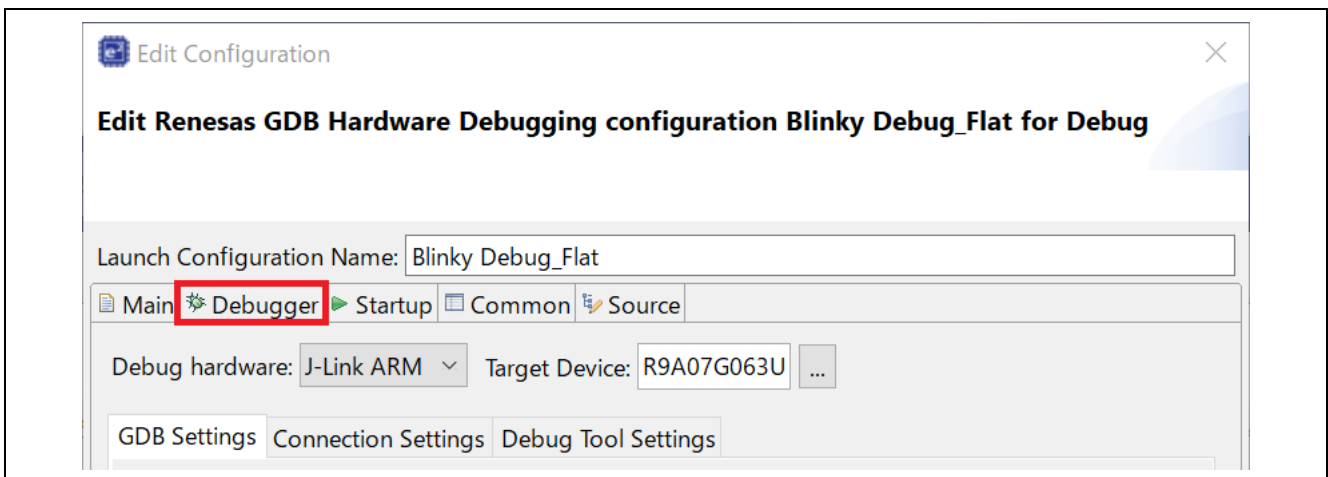 Edit Configuration
Edit Renesas GDB Hardware Debugging configuration Blinky Debug_Flat for Debug
Launch Configuration Name: Blinky Debug_Flat
Main Debugger Startup Common Source
Debug hardware: J-Link ARM Target Device: R9A07G063U ...
GDB Settings Connection Settings Debug Tool Settings